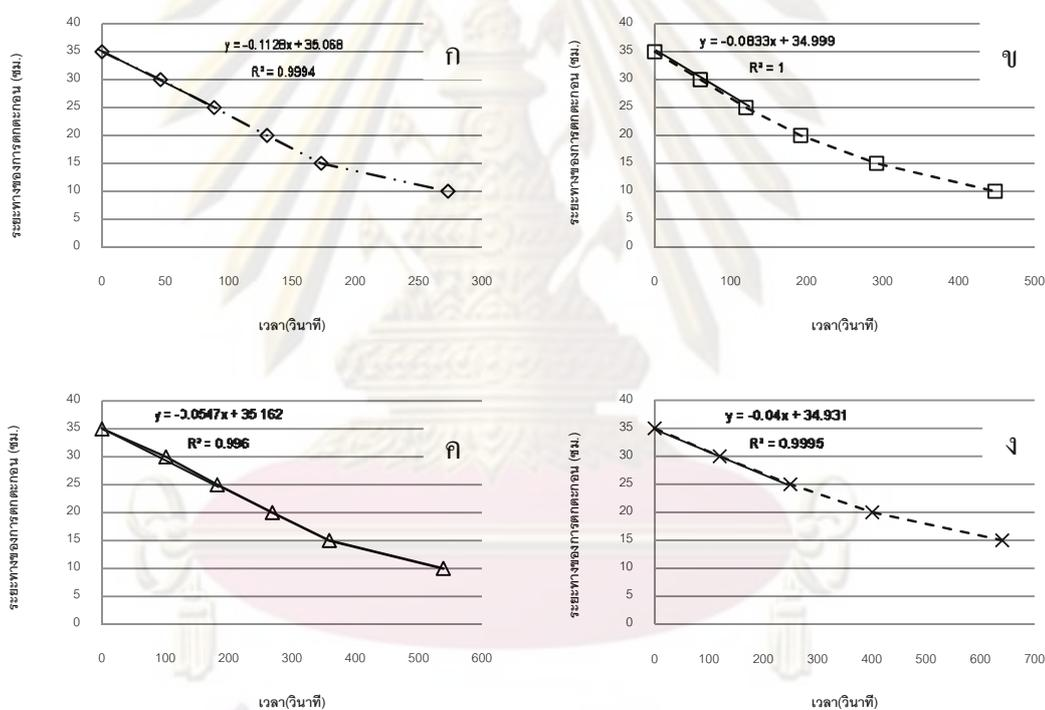 ระยะทางของการตกตะกอน (ซม.)
40
35
30
25
20
15
10
5
0
y = -0.1128x + 35.068
R² = 0.9994
ก
0 50 100 150 200 250 300
เวลา(วินาที)
ระยะทางของการตกตะกอน (ซม.)
40
35
30
25
20
15
10
5
0
y = -0.0833x + 34.999
R² = 1
ข
0 100 200 300 400 500
เวลา(วินาที)
ระยะทางของการตกตะกอน (ซม.)
40
35
30
25
20
15
10
5
0
y = -0.0547x + 35.162
R² = 0.996
ค
0 100 200 300 400 500 600
เวลา(วินาที)
ระยะทางของการตกตะกอน (ซม.)
40
35
30
25
20
15
10
5
0
y = -0.04x + 34.931
R² = 0.9995
ง
0 100 200 300 400 500 600 700
เวลา(วินาที)